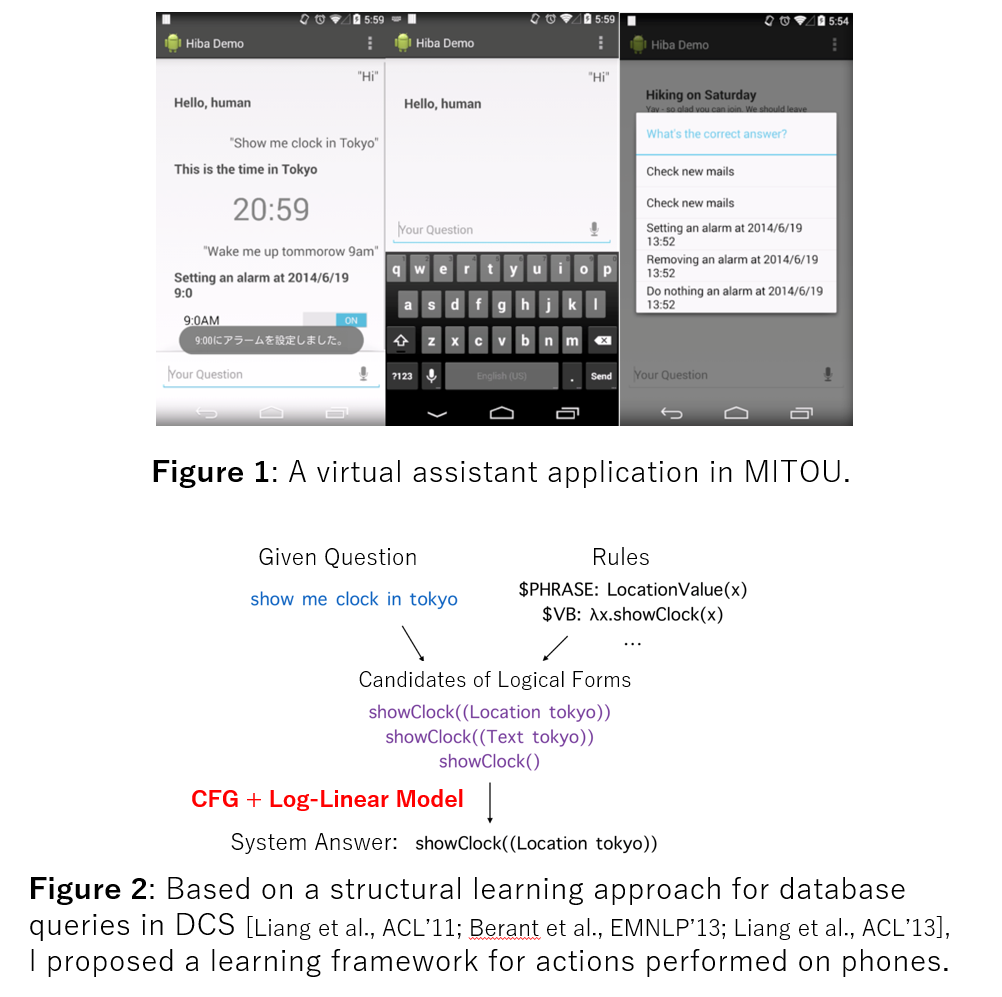 5:59
Hiba Demo
"Hi"
Hello, human
"Show me clock in Tokyo"
This is the time in Tokyo
20:59
"Wake me up tommorow 9am"
Setting an alarm at 2014/6/19
9:0
9:0AM
ON
9:00にアラームを設定しました。
Your Question
5:59
Hiba Demo
"Hi"
Hello, human
Your Question
q w e r t y u i o p
a s d f g h j k l
z x c v b n m
?123 English (US) . Send
5:54
Hiba Demo
Hiking on Saturday
Yay - so glad you can join. We should leave
What's the correct answer?
Check new mails
Check new mails
Setting an alarm at 2014/6/19
13:52
Removing an alarm at 2014/6/19
13:52
Do nothing an alarm at 2014/6/19
13:52
Your Question
Figure 1: A virtual assistant application in MITOU.
Given Question
show me clock in tokyo
Rules
$PHRASE: LocationValue(x)
$VB: λx.showClock(x)
...
Candidates of Logical Forms
showClock((Location tokyo))
showClock((Text tokyo))
showClock()
CFG + Log-Linear Model
System Answer: showClock((Location tokyo))
Figure 2: Based on a structural learning approach for database
queries in DCS [Liang et al., ACL’11; Berant et al., EMNLP’13; Liang et al., ACL’13],
I proposed a learning framework for actions performed on phones.